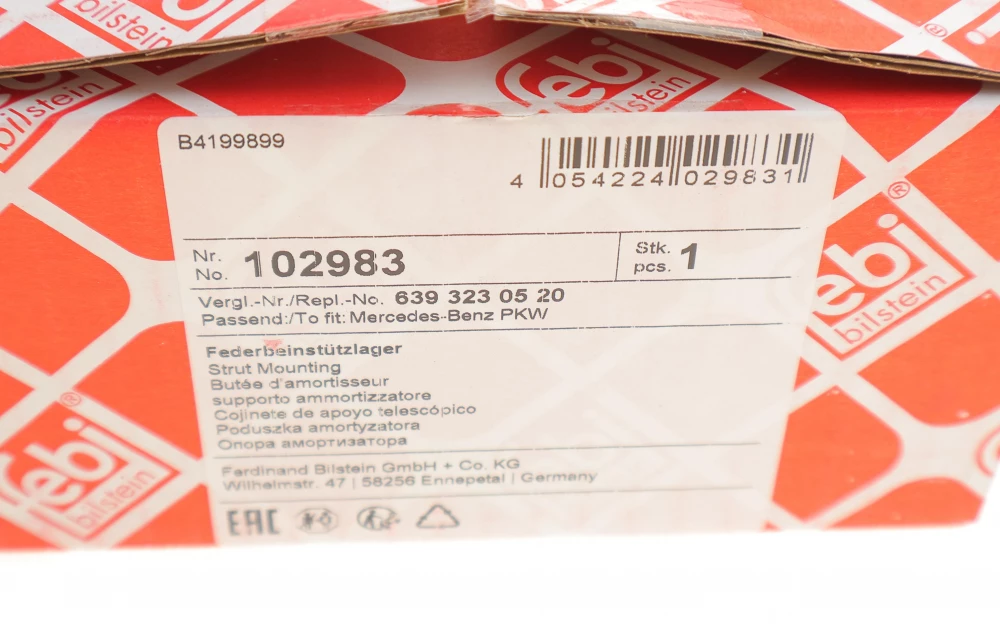 bilstein
febi
bilstein
bilstein
B4199899
4 054224 029831
Nr.
No. 102983
Stk.
pcs. 1
Vergl.-Nr./Repl.-No. 639 323 05 20
Passend:/To fit: Mercedes-Benz PKW
Federbeinstützlager
Strut Mounting
Butée d'amortisseur
supporto ammortizzatore
Cojinete de apoyo telescópico
Poduszka amortyzatora
Опора амортизатора
Ferdinand Bilstein GmbH + Co. KG
Wilhelmstr. 47 | 58256 Ennepetal | Germany
EAC
febi ®
bilstein
febi ®
bilstein